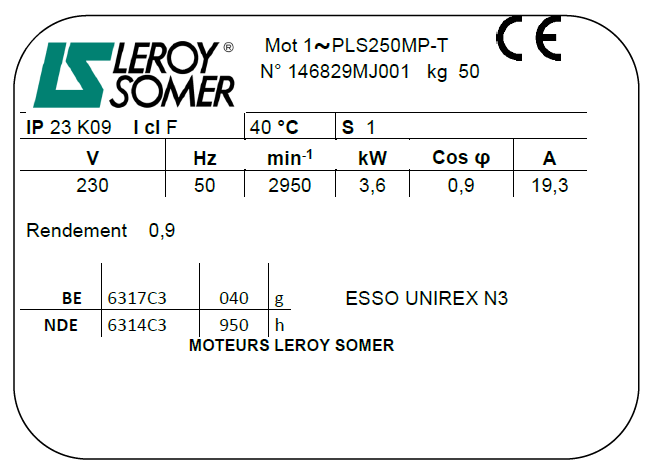 LEROY®
SOMER
Mot 1~PLS250MP-T
N° 146829MJ001 kg 50
CE
IP 23 K09 I cl F 40 °C S 1
V Hz min-1 kW Cos φ A
230 50 2950 3,6 0,9 19,3
Rendement 0,9
BE 6317C3 040 g ESSO UNIREX N3
NDE 6314C3 950 h
MOTEURS LEROY SOMER